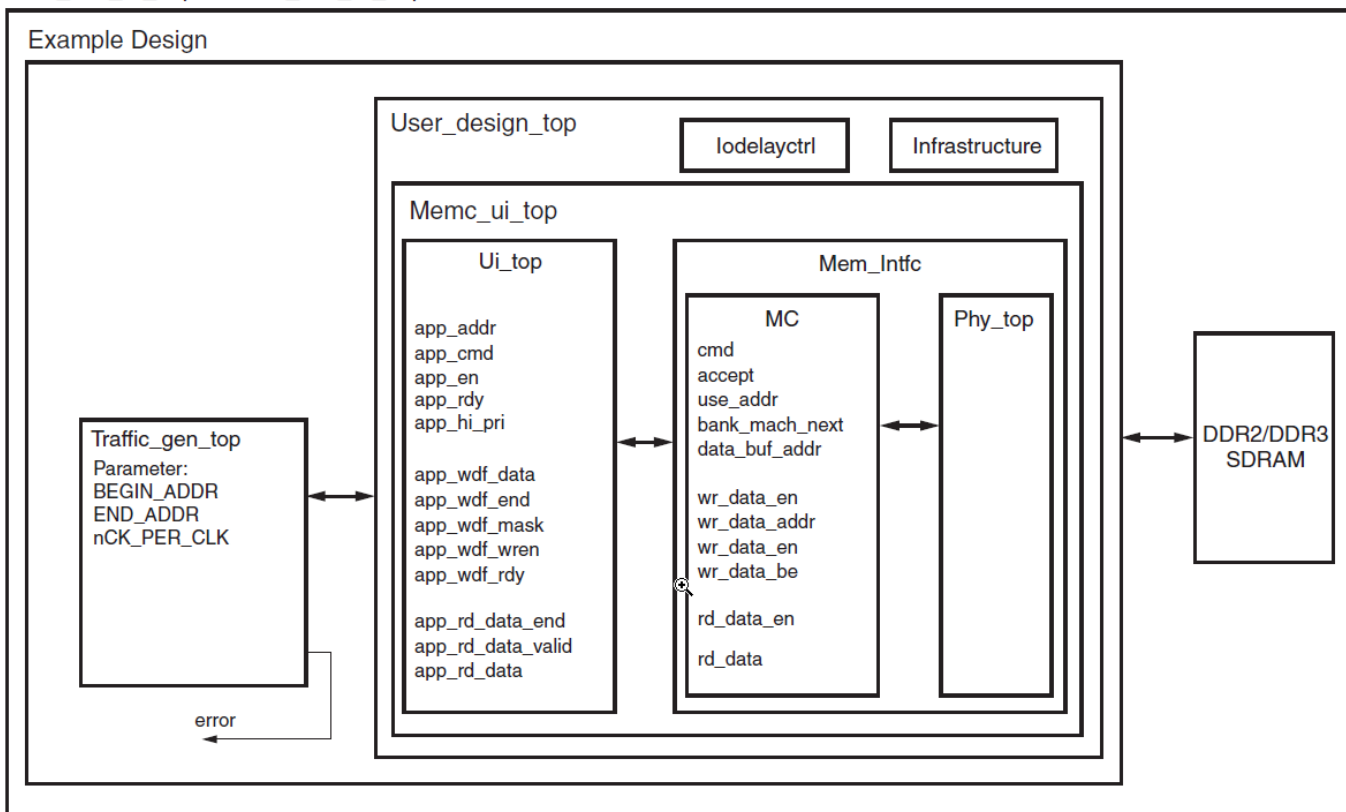 Example Design
User_design_top
Iodelayctrl
Infrastructure
Memc_ui_top
Ui_top
app_addr
app_cmd
app_en
app_rdy
app_hi_pri
app_wdf_data
app_wdf_end
app_wdf_mask
app_wdf_wren
app_wdf_rdy
app_rd_data_end
app_rd_data_valid
app_rd_data
Mem_Intfc
MC
cmd
accept
use_addr
bank_mach_next
data_buf_addr
wr_data_en
wr_data_addr
wr_data_en
wr_data_be
rd_data_en
rd_data
Phy_top
Traffic_gen_top
Parameter:
BEGIN_ADDR
END_ADDR
nCK_PER_CLK
error
DDR2/DDR3
SDRAM